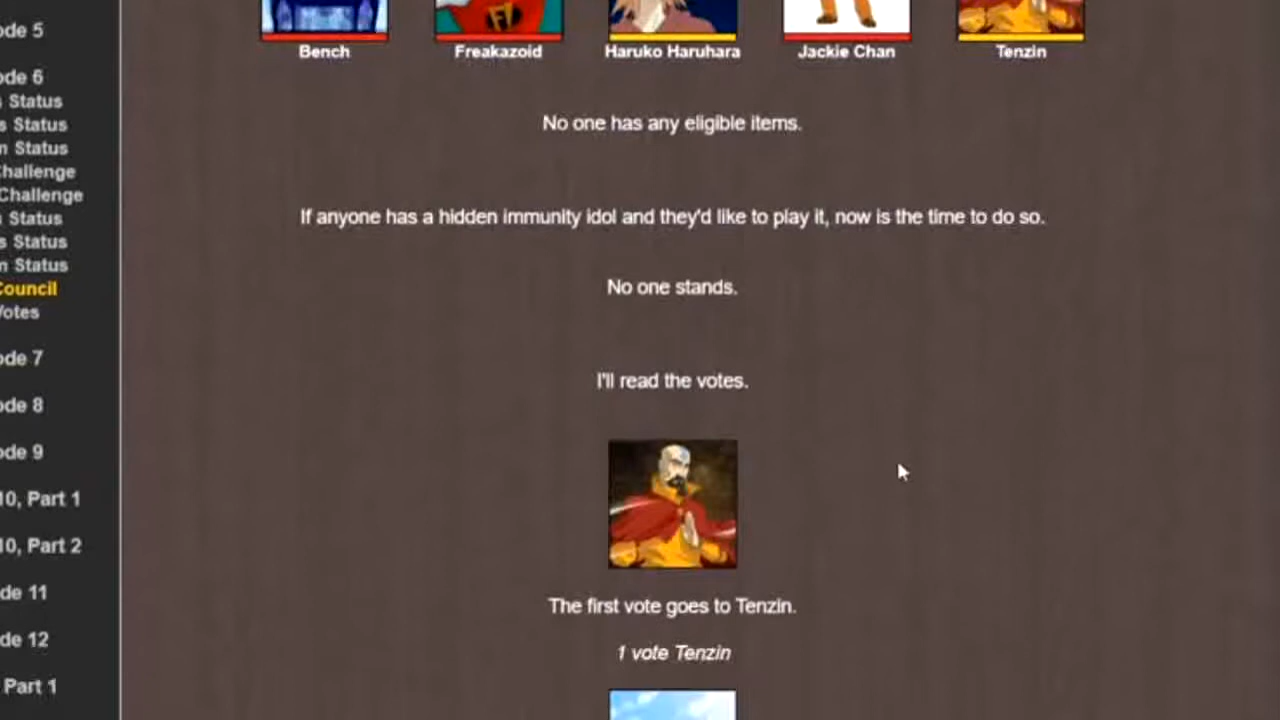 ode 5
ode 6
s Status
s Status
n Status
Challenge
Challenge
n Status
s Status
n Status
Council
Votes
ode 7
ode 8
ode 9
10, Part 1
10, Part 2
de 11
de 12
Part 1
Bench
Freakazoid
Haruko Haruhara
Jackie Chan
Tenzin
No one has any eligible items.
If anyone has a hidden immunity idol and they'd like to play it, now is the time to do so.
No one stands.
I'll read the votes.
The first vote goes to Tenzin.
1 vote Tenzin